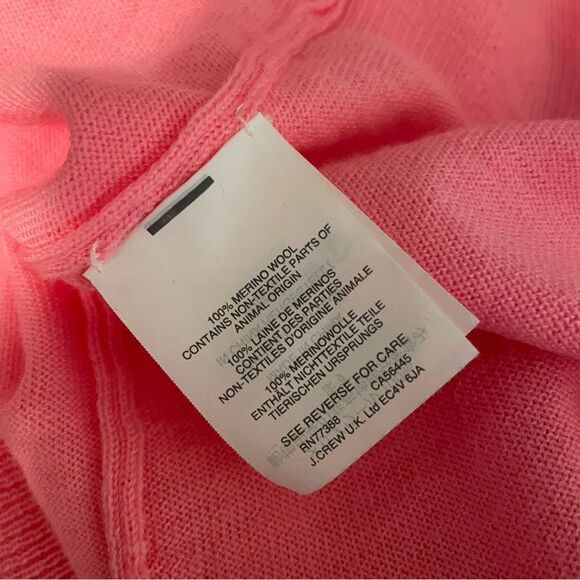 100% MERINO WOOL
CONTAINS NON-TEXTILE PARTS OF
ANIMAL ORIGIN
100% LAINE DE MERINOS
CONTIENT DES PARTIES
NON-TEXTILES D'ORIGINE ANIMALE
100% MERINOWOLLE
ENTHÄLT NICHTTEXTILE TEILE
TIERISCHEN URSPRUNGS
SEE REVERSE FOR CARE
RN77388 CA56445
J.CREW U.K. Ltd EC4V 6JA